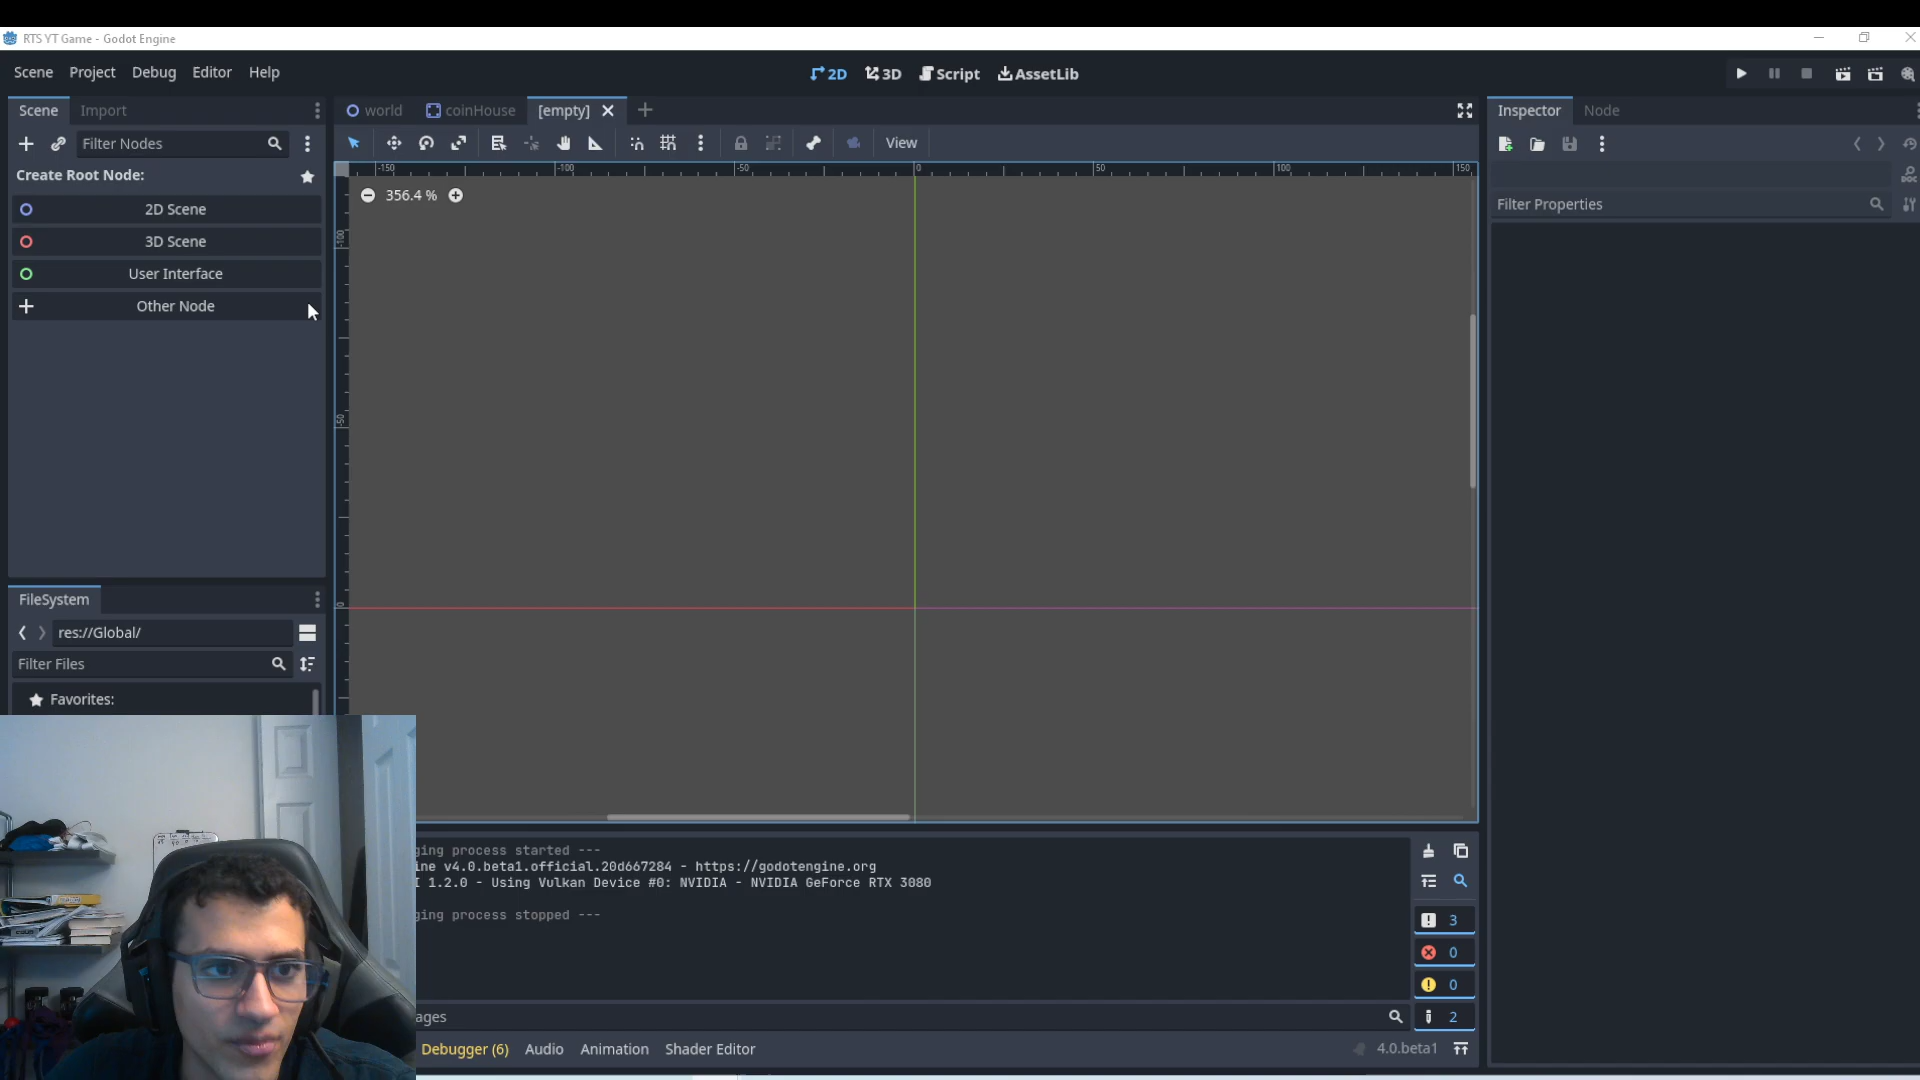 RTS YT Game - Godot Engine
Scene Project Debug Editor Help
2D 3D Script AssetLib
Scene Import
world coinHouse [empty]
Inspector Node
Filter Nodes
View
Create Root Node:
-150 -100 -50 0 50 100 150
356.4 %
2D Scene
Filter Properties
3D Scene
-100
User Interface
Other Node
-50
0
FileSystem
res://Global/
Filter Files
Favorites:
ging process started ---
ine v4.0.beta1.official.20d667284 - https://godotengine.org
I 1.2.0 - Using Vulkan Device #0: NVIDIA - NVIDIA GeForce RTX 3080
ging process stopped ---
3
0
0
ages
2
Debugger (6) Audio Animation Shader Editor
4.0.beta1